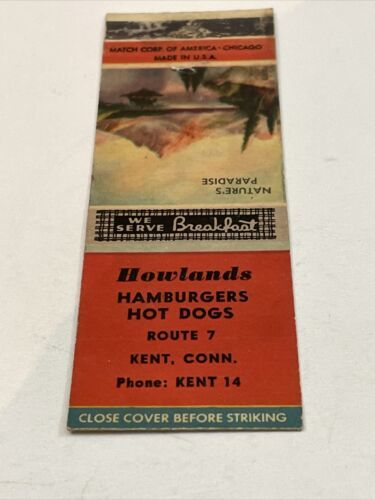 MATCH CORP. OF AMERICA - CHICAGO
MADE IN U.S.A.
NATURE'S
PARADISE
WE
SERVE Breakfast
Howlands
HAMBURGERS
HOT DOGS
ROUTE 7
KENT, CONN.
Phone: KENT 14
CLOSE COVER BEFORE STRIKING